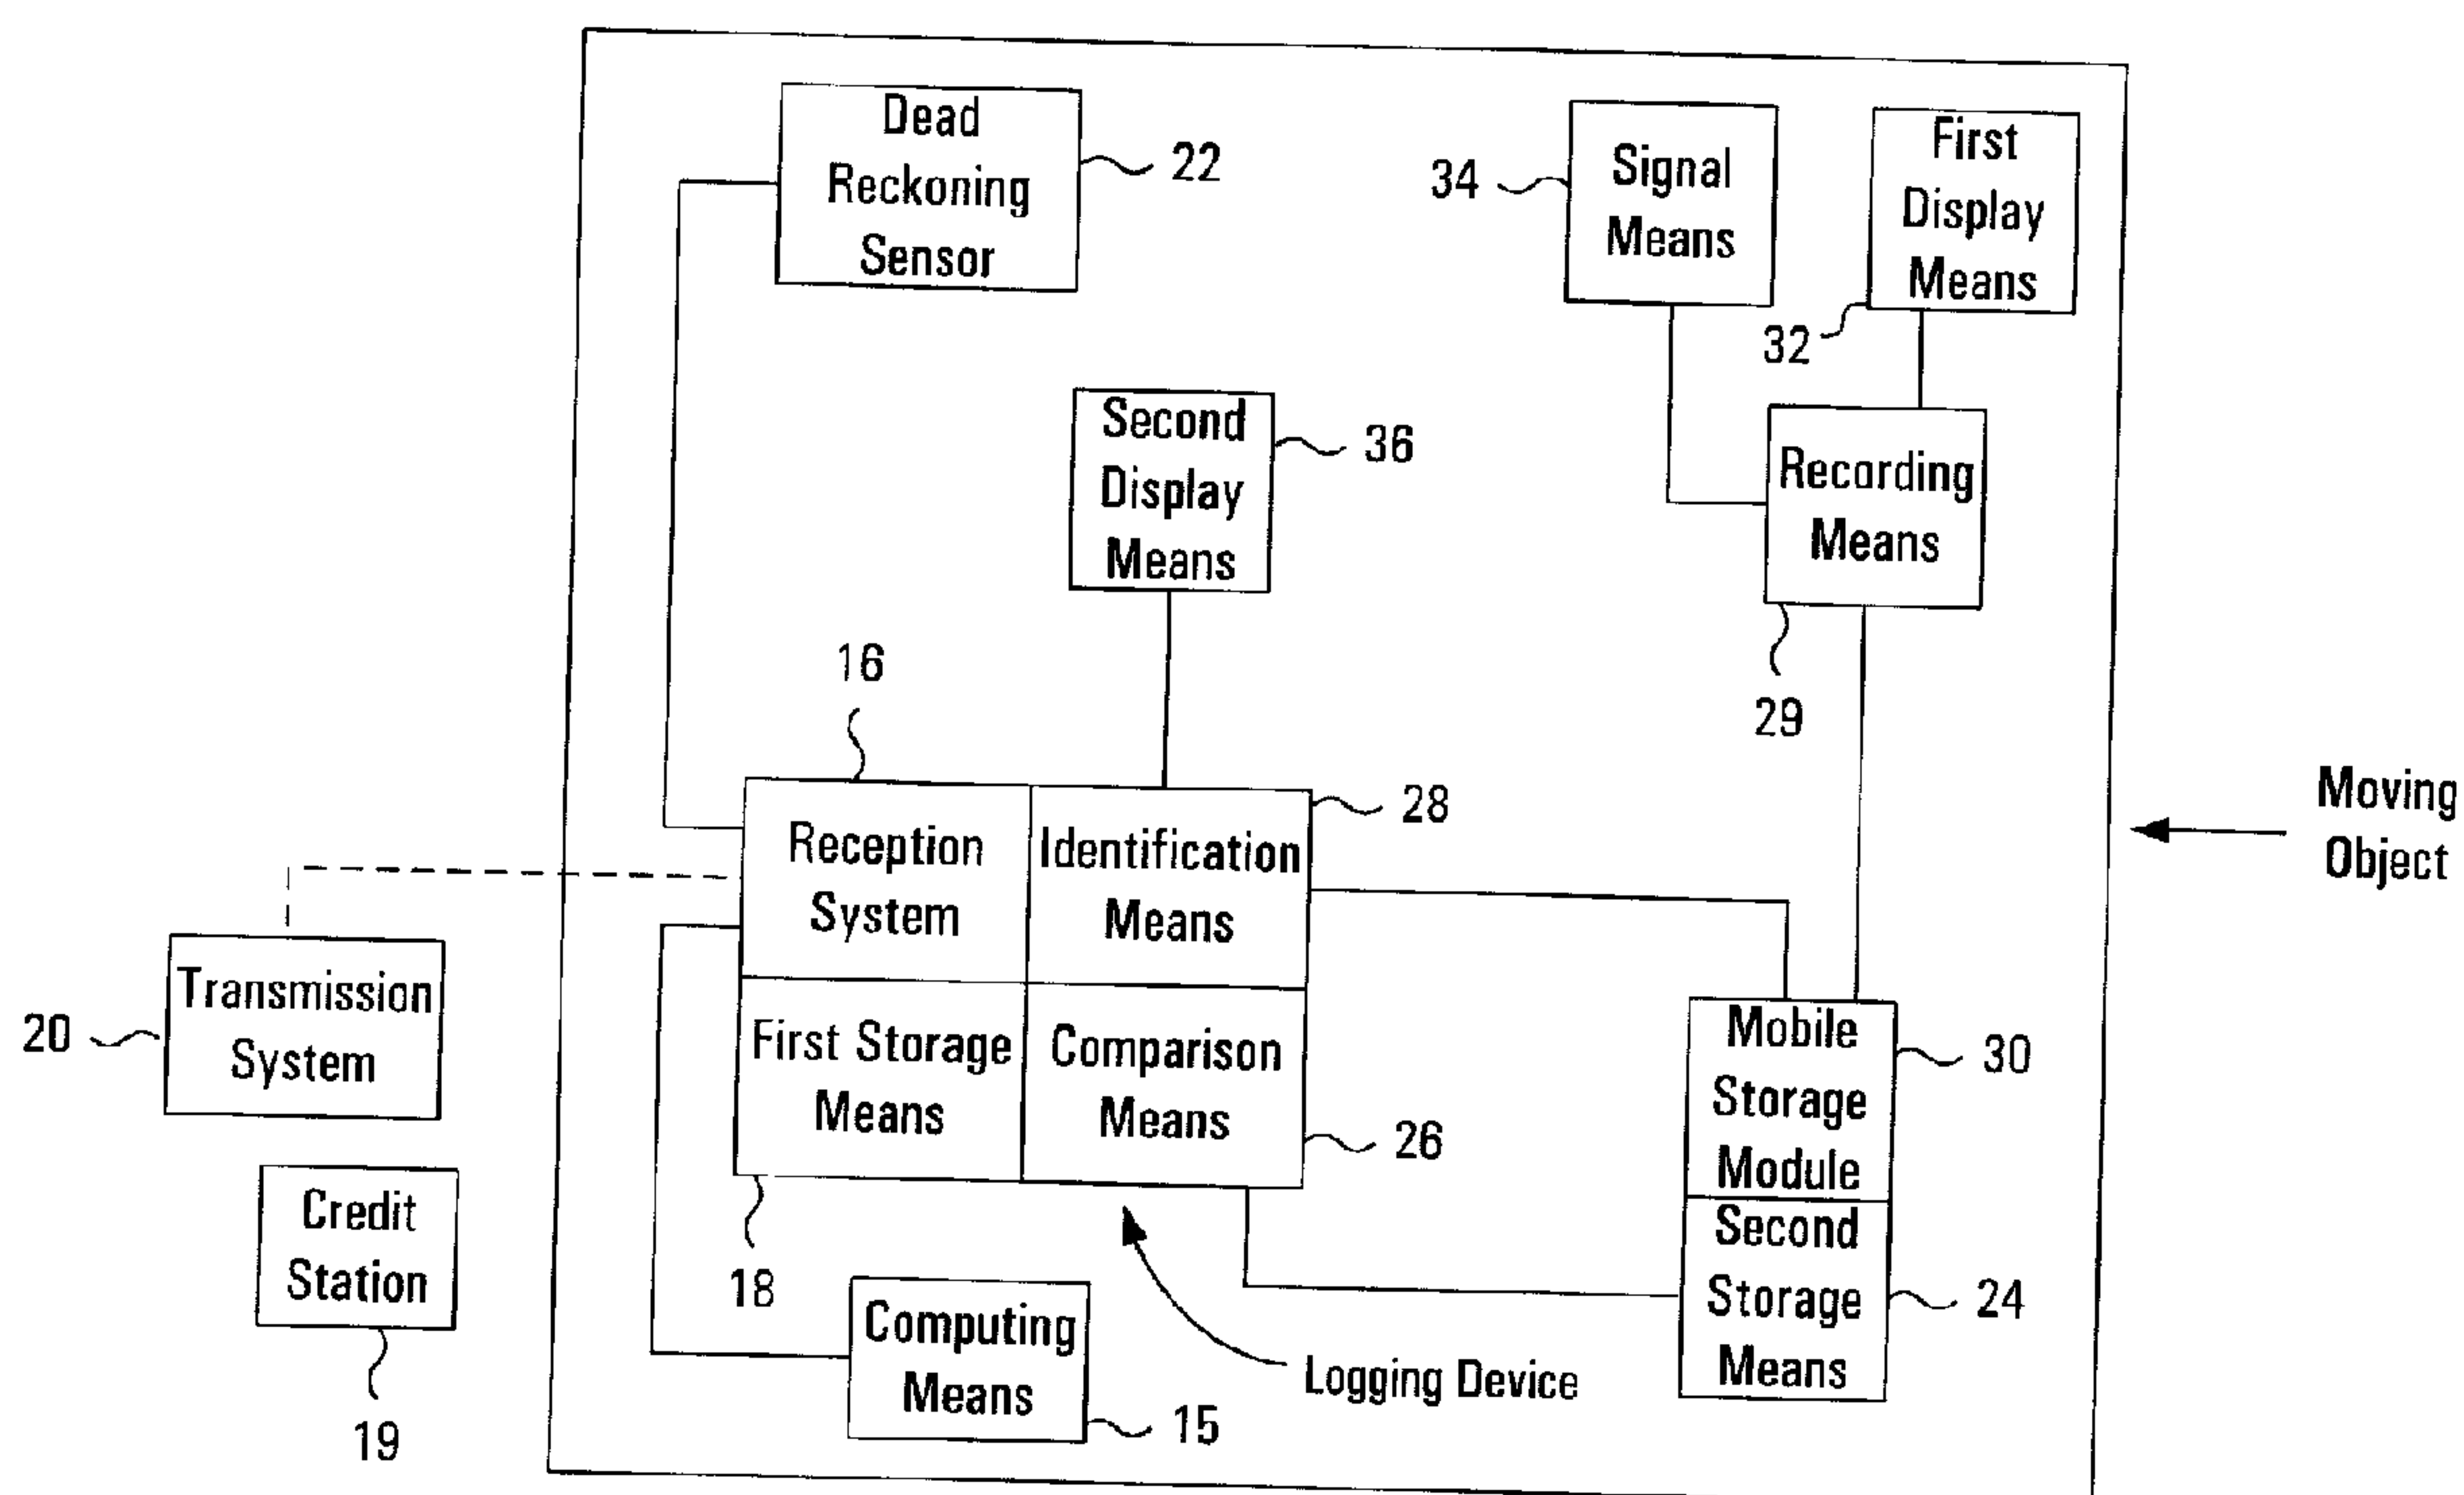 Dead
Reckoning
Sensor
22
34
Signal
Means
First
Display
Means
32
Second
Display
Means
36
Recording
Means
29
16
Reception
System
Identification
Means
28
First Storage
Means
Comparison
Means
26
18
Moving
Object
Transmission
System
20
Credit
Station
19
Mobile
Storage
Module
30
Second
Storage
Means
24
Computing
Means
15
Logging Device